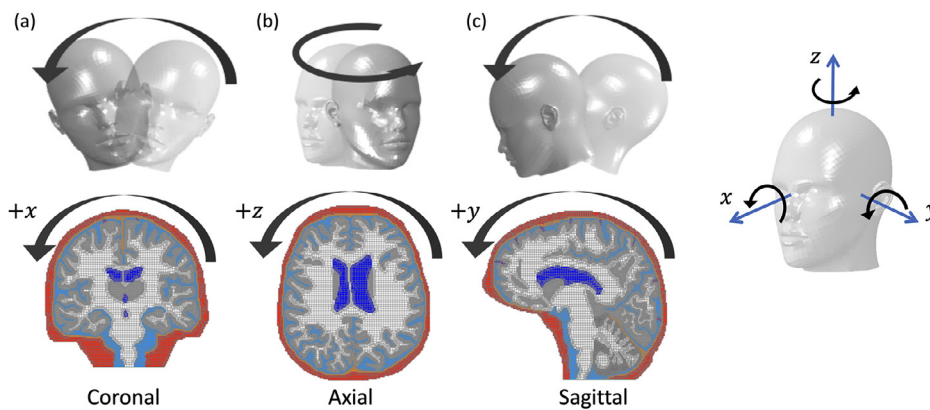 (a)
(b)
(c)
z
x
y
+x
+z
+y
Coronal
Axial
Sagittal